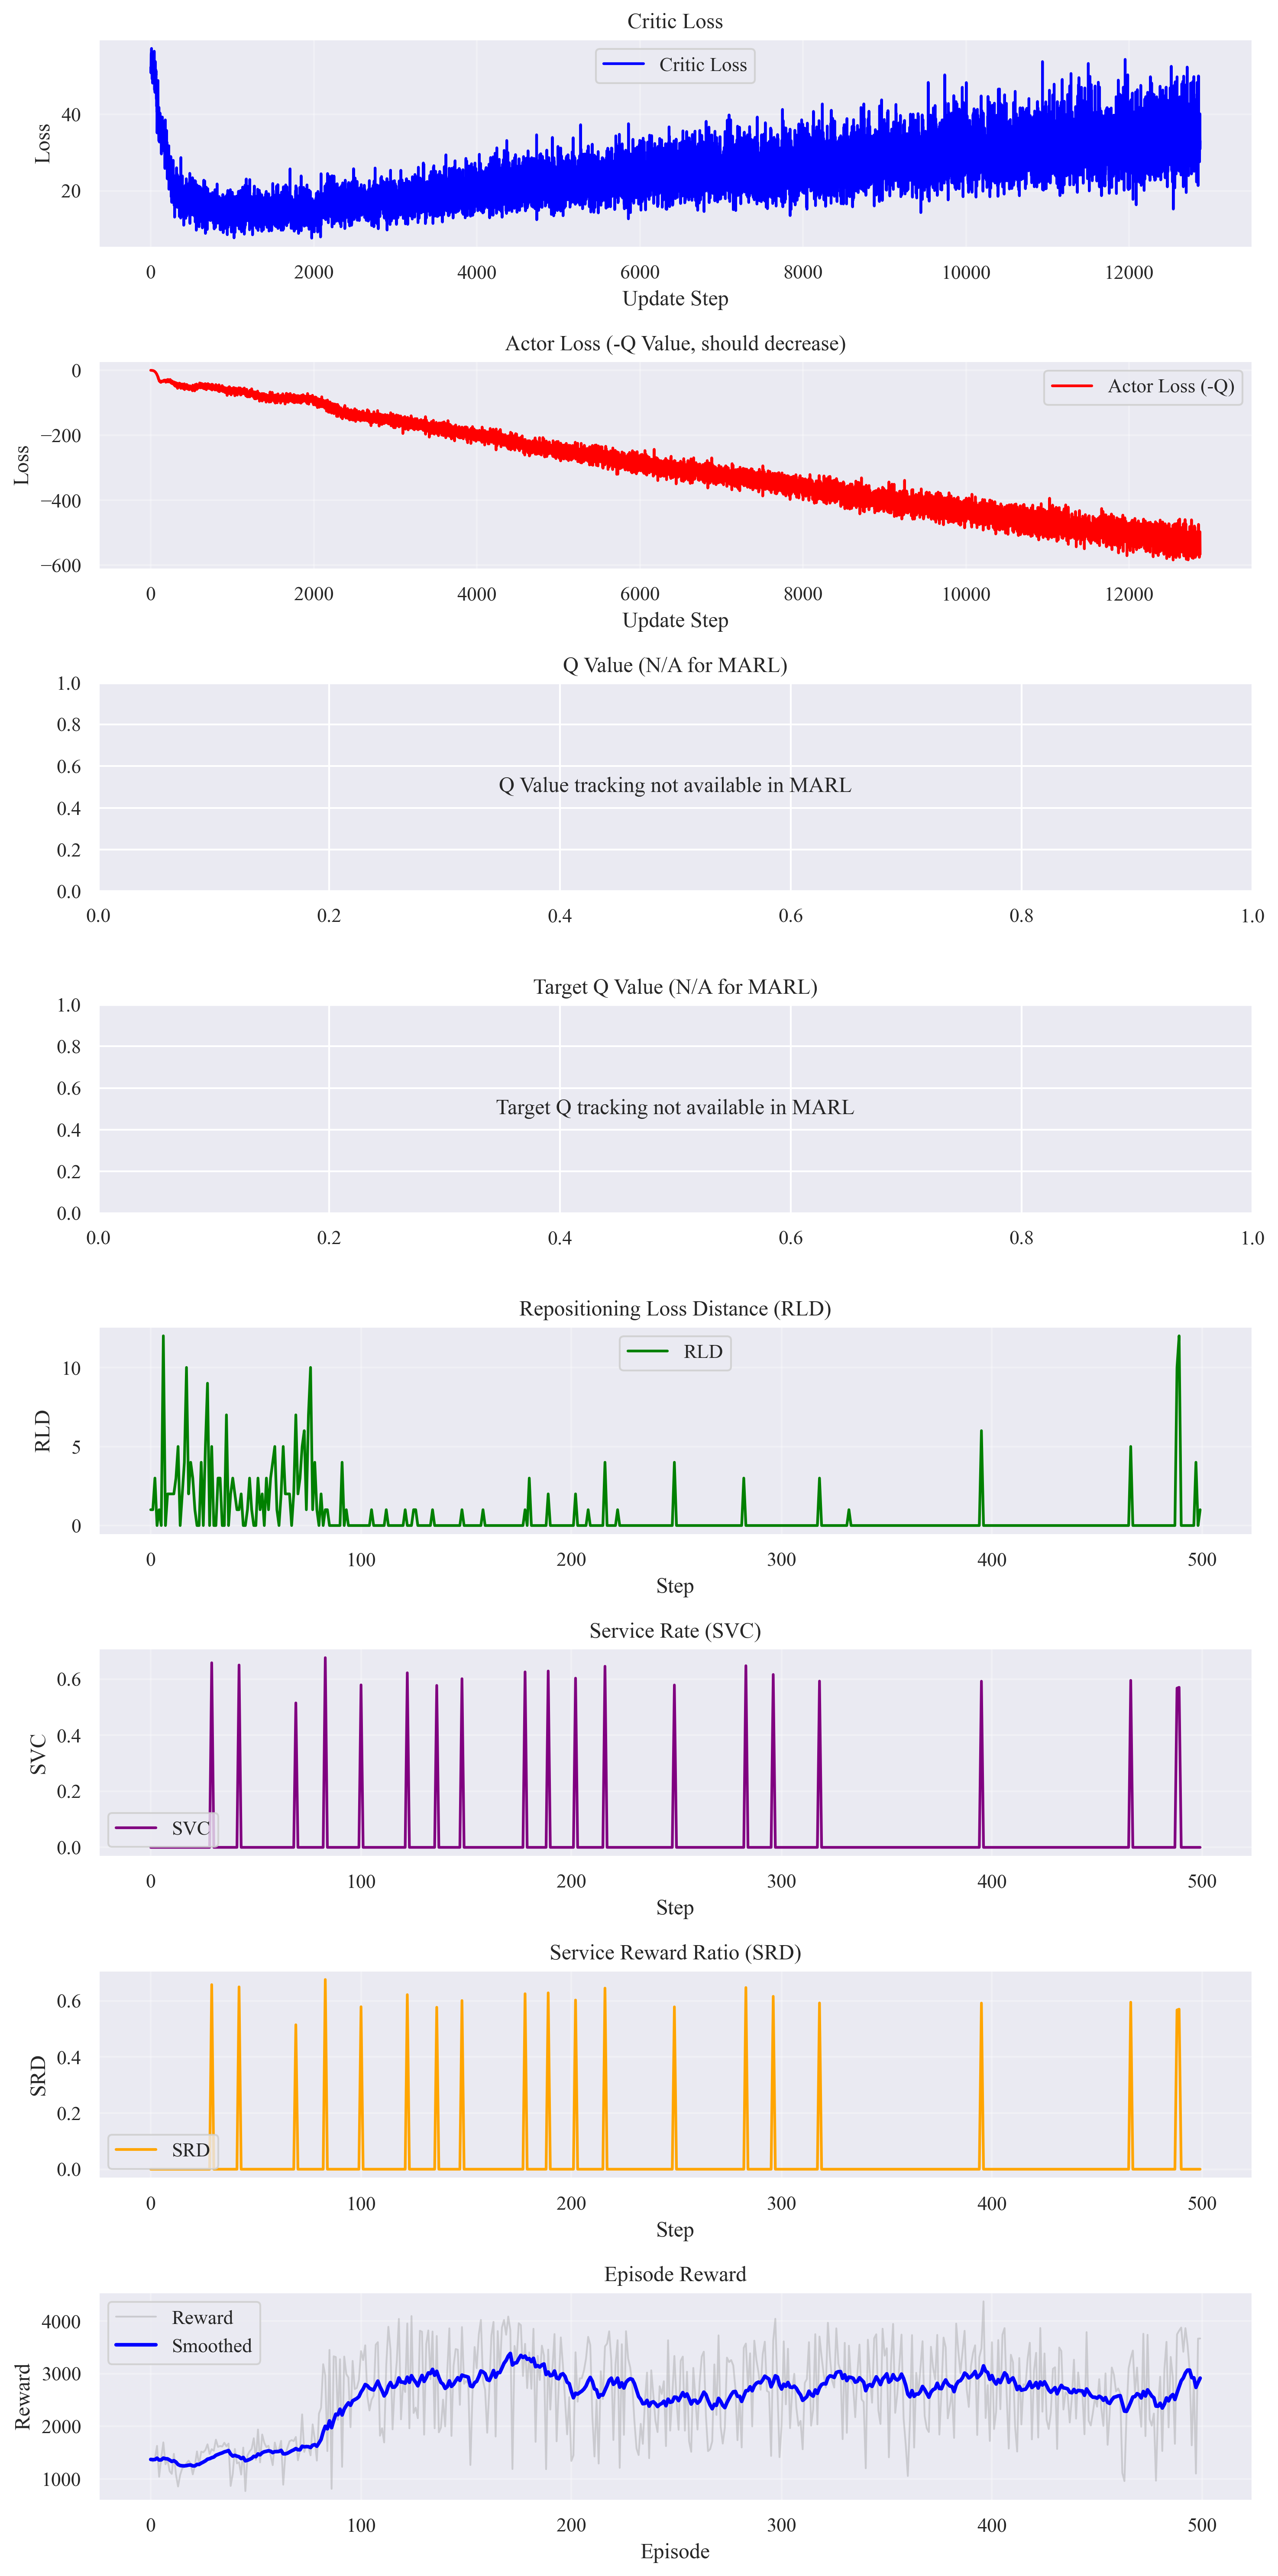 Critic Loss
Critic Loss
40
20
Loss
0 2000 4000 6000 8000 10000 12000
Update Step
Actor Loss (-Q Value, should decrease)
Actor Loss (-Q)
0
−200
−400
−600
Loss
0 2000 4000 6000 8000 10000 12000
Update Step
Q Value (N/A for MARL)
1.0
0.8
0.6
Q Value tracking not available in MARL
0.4
0.2
0.0
0.0 0.2 0.4 0.6 0.8 1.0
Target Q Value (N/A for MARL)
1.0
0.8
0.6
Target Q tracking not available in MARL
0.4
0.2
0.0
0.0 0.2 0.4 0.6 0.8 1.0
Repositioning Loss Distance (RLD)
RLD
10
5
0
RLD
0 100 200 300 400 500
Step
Service Rate (SVC)
0.6
0.4
0.2
0.0
SVC
SVC
0 100 200 300 400 500
Step
Service Reward Ratio (SRD)
0.6
0.4
0.2
0.0
SRD
SRD
0 100 200 300 400 500
Step
Episode Reward
Reward
Smoothed
4000
3000
2000
1000
Reward
0 100 200 300 400 500
Episode